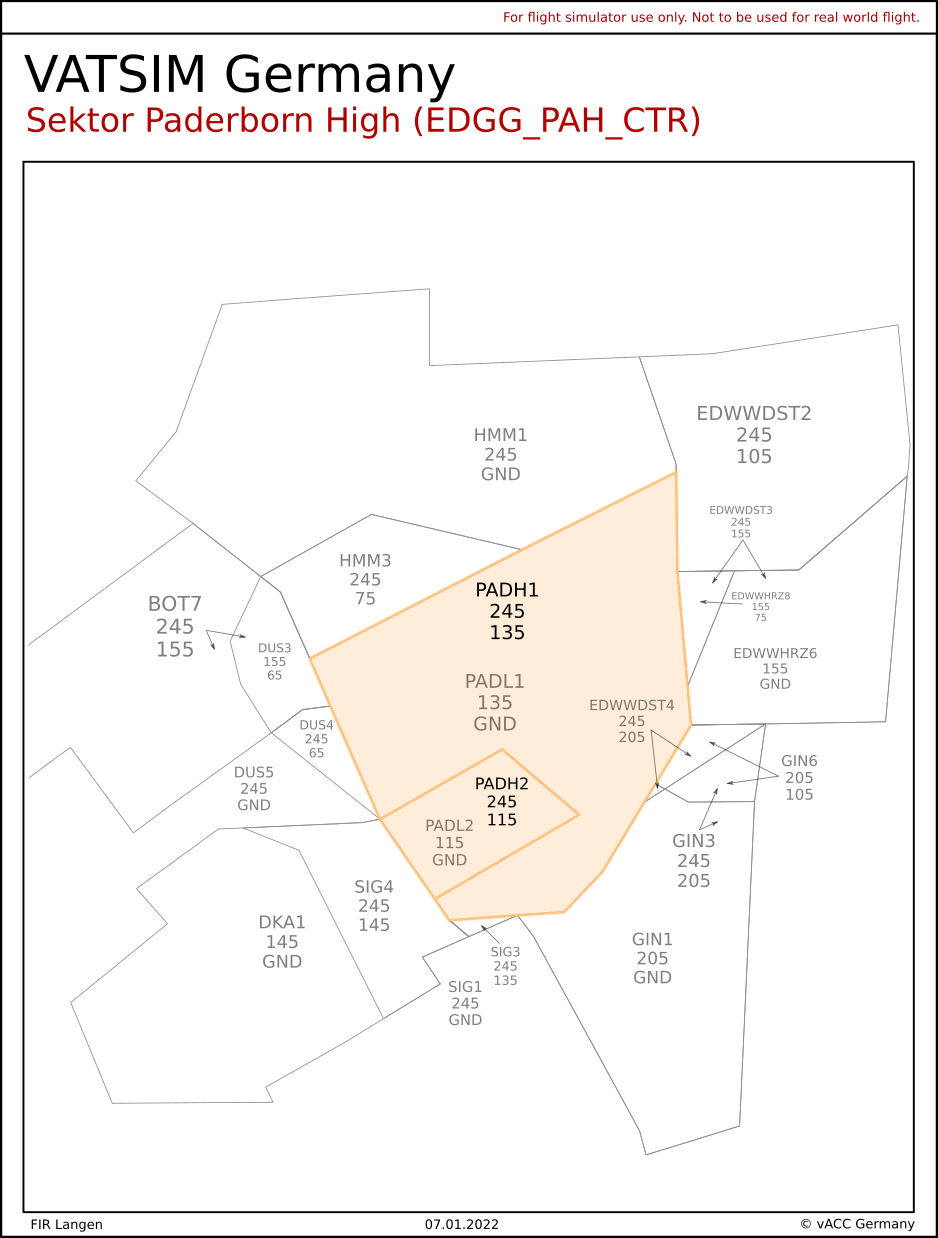 For flight simulator use only. Not to be used for real world flight.
VATSIM Germany
Sektor Paderborn High (EDGG_PAH_CTR)
EDWWDST2
245
105
HMM1
245
GND
EDWWDST3
245
155
HMM3
245
75
PADH1
245
135
EDWWHRZ8
155
75
BOT7
245
155
DUS3
155
65
EDWWHRZ6
155
GND
PADL1
135
GND
EDWWDST4
245
205
DUS4
245
65
GIN6
205
105
DUS5
245
GND
PADH2
245
115
PADL2
115
GND
GIN3
245
205
SIG4
245
145
DKA1
145
GND
GIN1
205
GND
SIG3
245
135
SIG1
245
GND
FIR Langen
07.01.2022
© vACC Germany